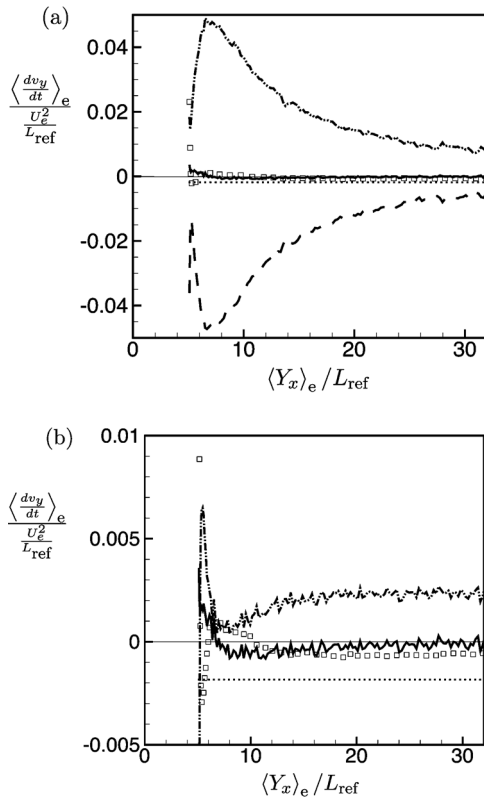 (a)
0.04
0.02
0
-0.02
-0.04
⟨dv_y/dt⟩_e / (U_e^2/L_ref)
0 10 20 30
⟨Y_x⟩_e/L_ref
(b)
0.01
0.005
0
-0.005
⟨dv_y/dt⟩_e / (U_e^2/L_ref)
0 10 20 30
⟨Y_x⟩_e/L_ref